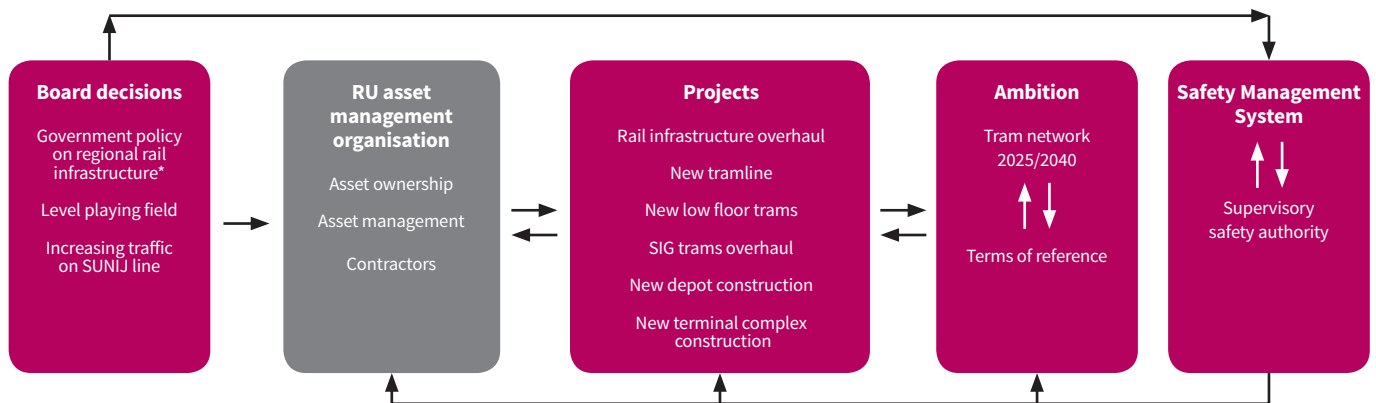 Board decisions
Government policy
on regional rail
infrastructure*
Level playing field
Increasing traffic
on SUNIJ line
RU asset
management
organisation
Asset ownership
Asset management
Contractors
Projects
Rail infrastructure overhaul
New tramline
New low floor trams
SIG trams overhaul
New depot construction
New terminal complex
construction
Ambition
Tram network
2025/2040
Terms of reference
Safety Management
System
Supervisory
safety authority